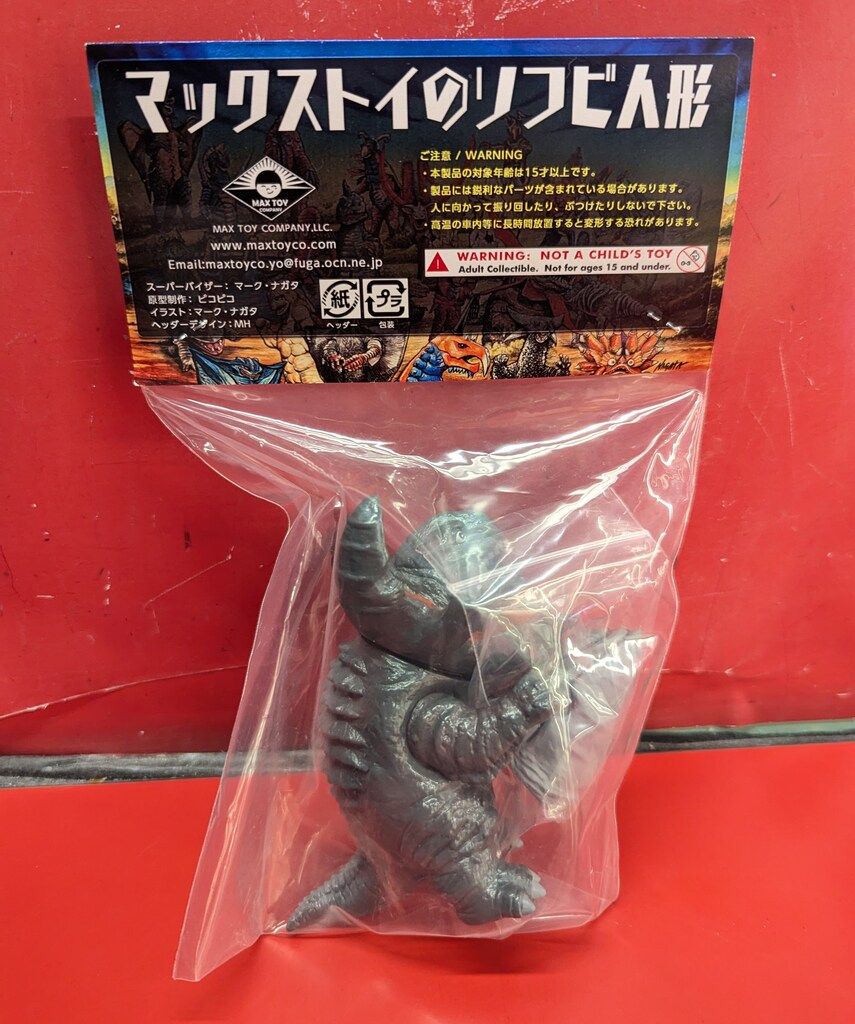 マックストイのソフビ人形
MAX TOY
COMPANY
MAX TOY COMPANY,LLC.
www.maxtoyco.com
Email:maxtoyco.yo@fuga.ocn.ne.jp
スーパーバイザー：マーク・ナガタ
原型制作：ピコピコ
イラスト：マーク・ナガタ
ヘッダーデザイン：MH
紙
ヘッダー
プラ
包装
ご注意 / WARNING
・本製品の対象年齢は15才以上です。
・製品には鋭利なパーツが含まれている場合があります。
人に向かって振り回したり、ぶつけたりしないで下さい。
・高温の車内等に長時間放置すると変形する恐れがあります。
WARNING: NOT A CHILD'S TOY
Adult Collectible. Not for ages 15 and under.
0-3
NAGATA